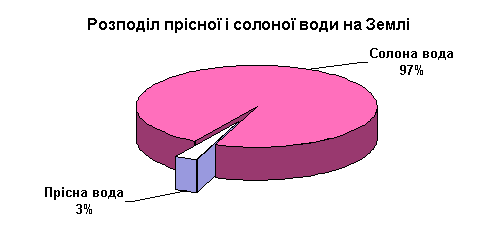 Розподіл прісної і солоної води на Землі
Солона вода
97%
Прісна вода
3%